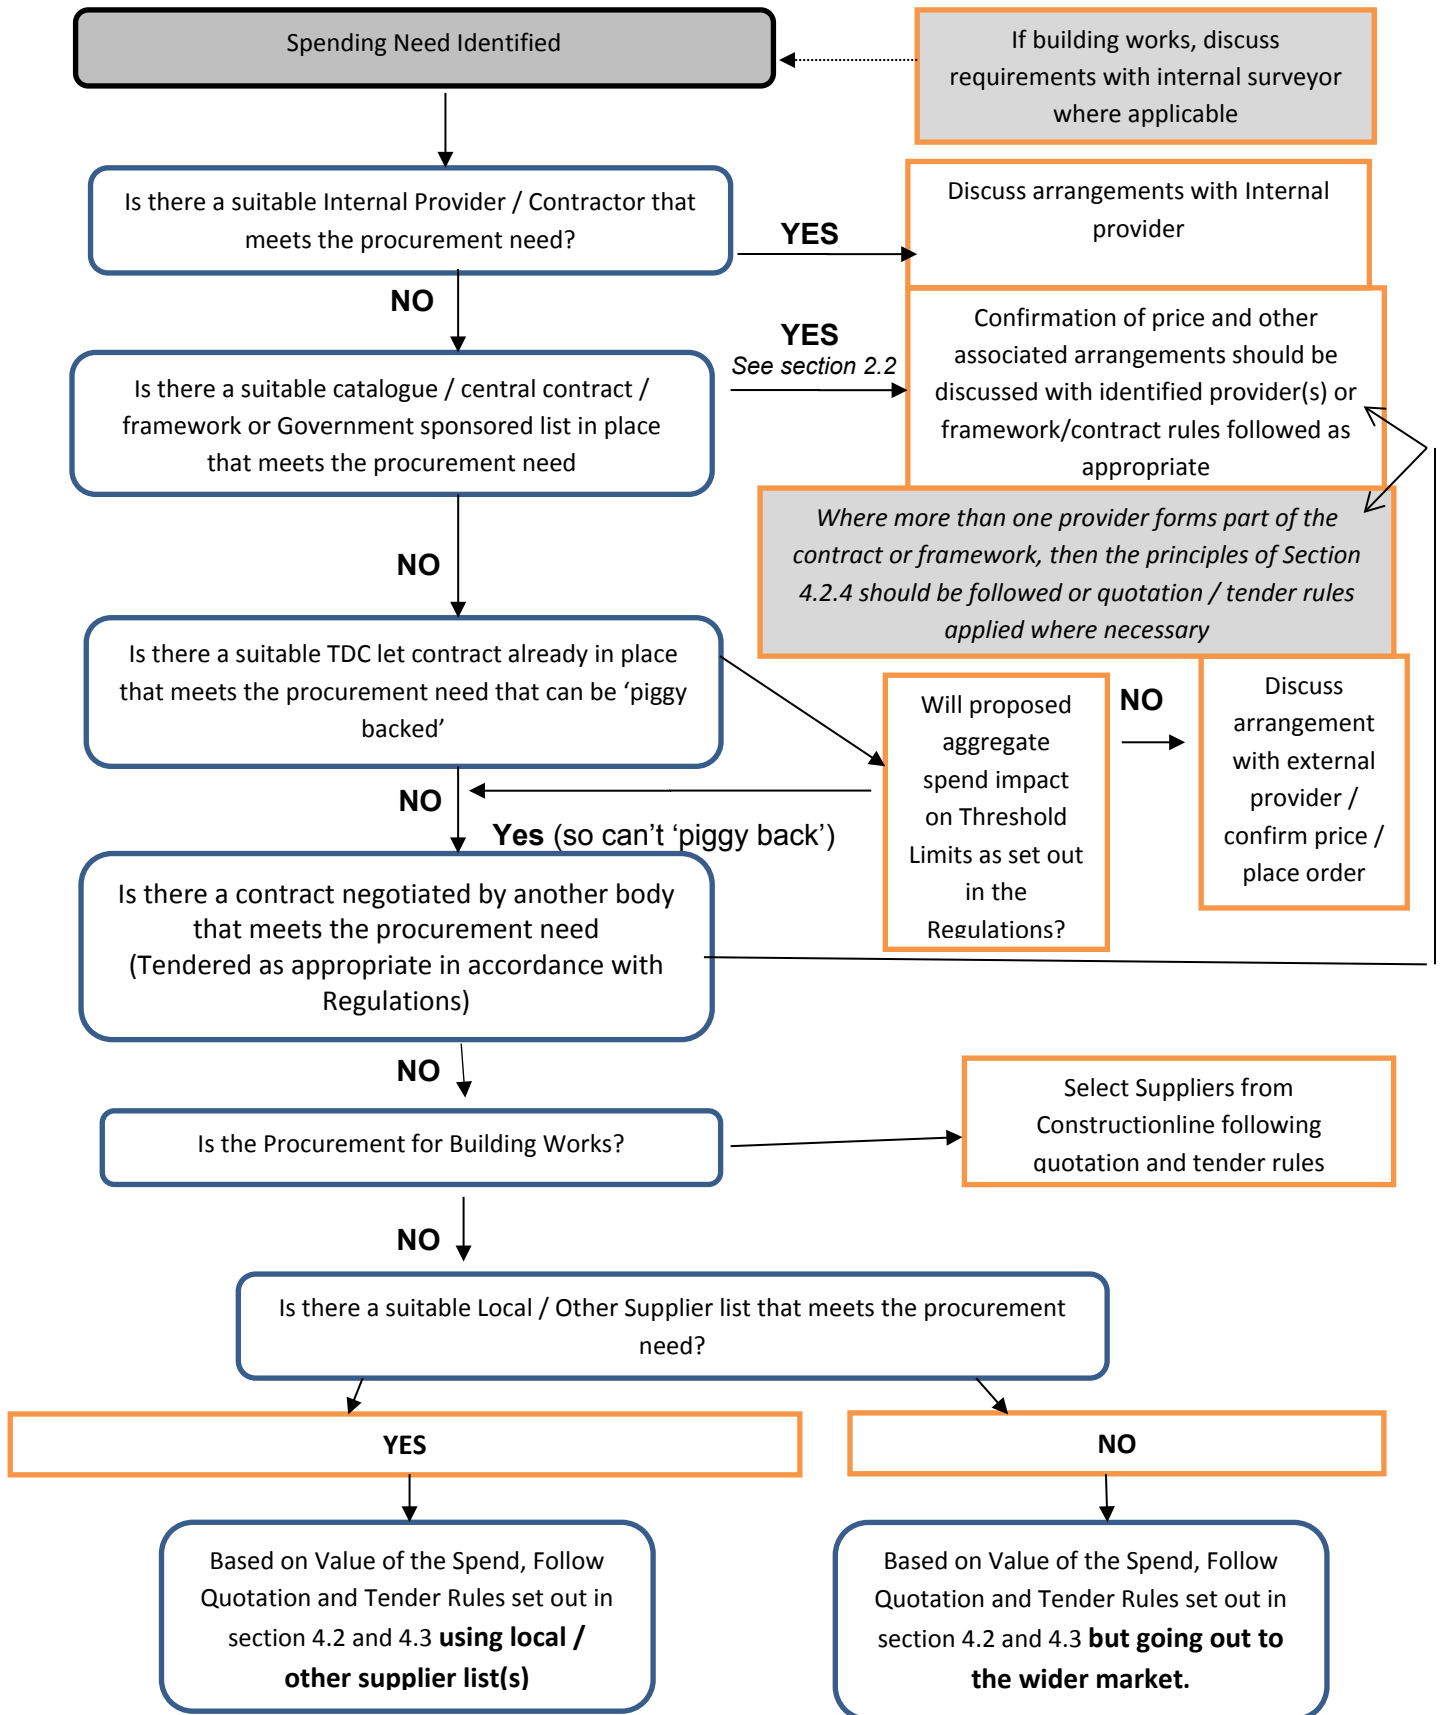 Spending Need Identified
If building works, discuss
requirements with internal surveyor
where applicable
Is there a suitable Internal Provider / Contractor that
meets the procurement need?
YES
Discuss arrangements with Internal
provider
NO
YES
See section 2.2
Confirmation of price and other
associated arrangements should be
discussed with identified provider(s) or
framework/contract rules followed as
appropriate
Is there a suitable catalogue / central contract /
framework or Government sponsored list in place
that meets the procurement need
Where more than one provider forms part of the
contract or framework, then the principles of Section
4.2.4 should be followed or quotation / tender rules
applied where necessary
NO
Is there a suitable TDC let contract already in place
that meets the procurement need that can be ‘piggy
backed’
Will proposed
aggregate
spend impact
on Threshold
Limits as set out
in the
Regulations?
NO
Discuss
arrangement
with external
provider /
confirm price /
place order
NO
Yes (so can’t ‘piggy back’)
Is there a contract negotiated by another body
that meets the procurement need
(Tendered as appropriate in accordance with
Regulations)
NO
Is the Procurement for Building Works?
Select Suppliers from
Constructionline following
quotation and tender rules
NO
Is there a suitable Local / Other Supplier list that meets the procurement
need?
YES
NO
Based on Value of the Spend, Follow
Quotation and Tender Rules set out in
section 4.2 and 4.3 using local /
other supplier list(s)
Based on Value of the Spend, Follow
Quotation and Tender Rules set out in
section 4.2 and 4.3 but going out to
the wider market.